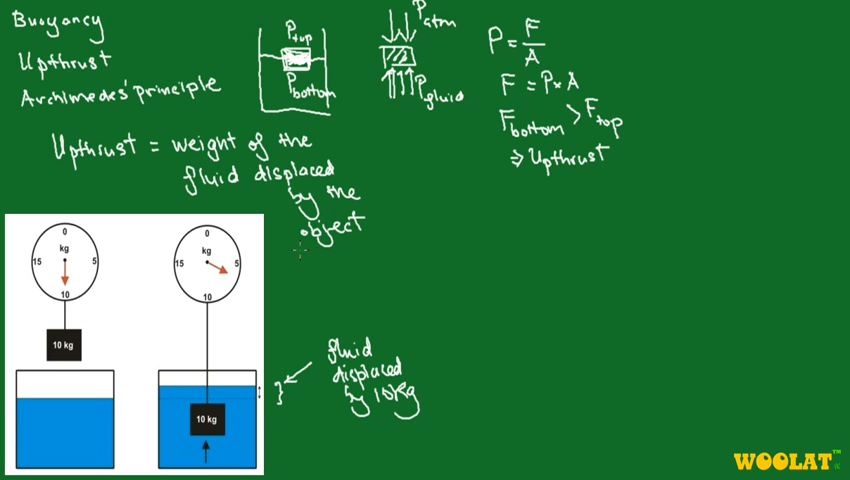 Buoyancy
Upthrust
Archimedes' principle
Ptop
Pbottom
Patm
Pfluid
P = F/A
F = P × A
Fbottom > Ftop
⇒ Upthrust
Upthrust = weight of the
fluid displaced
by the
object
0
kg
15 5
10
10 kg
0
kg
15 5
10
10 kg
fluid
displaced
by 10kg
WOOLAT™